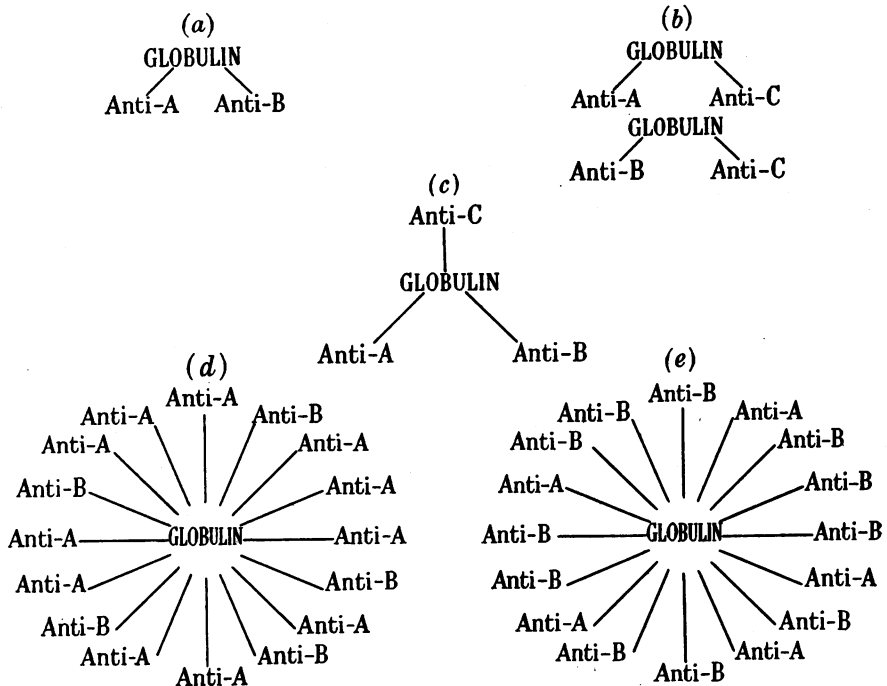 (a)
GLOBULIN
Anti-A Anti-B
(b)
GLOBULIN
Anti-A Anti-C
GLOBULIN
Anti-B Anti-C
(c)
Anti-C
GLOBULIN
Anti-A Anti-B
(d)
Anti-A
Anti-A Anti-B
Anti-A Anti-A
Anti-B Anti-A
Anti-A GLOBULIN Anti-A
Anti-A Anti-B
Anti-B Anti-A
Anti-A Anti-B
Anti-A
(e)
Anti-B
Anti-B Anti-A
Anti-B Anti-B
Anti-A Anti-B
Anti-B GLOBULIN Anti-B
Anti-B Anti-A
Anti-A Anti-B
Anti-B Anti-A
Anti-B